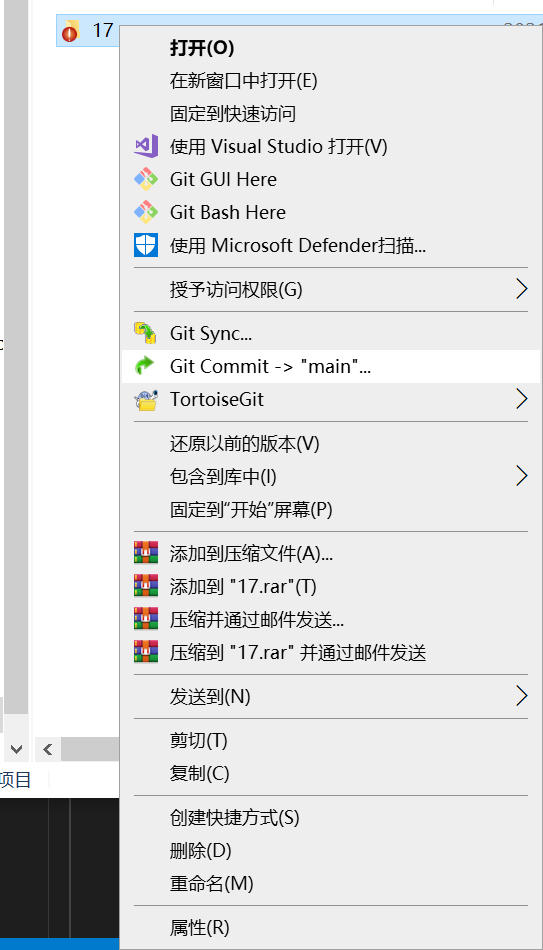 17
打开(O)
在新窗口中打开(E)
固定到快速访问
使用 Visual Studio 打开(V)
Git GUI Here
Git Bash Here
使用 Microsoft Defender扫描...
授予访问权限(G)
Git Sync...
Git Commit -> "main"...
TortoiseGit
还原以前的版本(V)
包含到库中(I)
固定到“开始”屏幕(P)
添加到压缩文件(A)...
添加到 "17.rar"(T)
压缩并通过邮件发送...
压缩到 "17.rar" 并通过邮件发送
发送到(N)
剪切(T)
项目
复制(C)
创建快捷方式(S)
删除(D)
重命名(M)
属性(R)